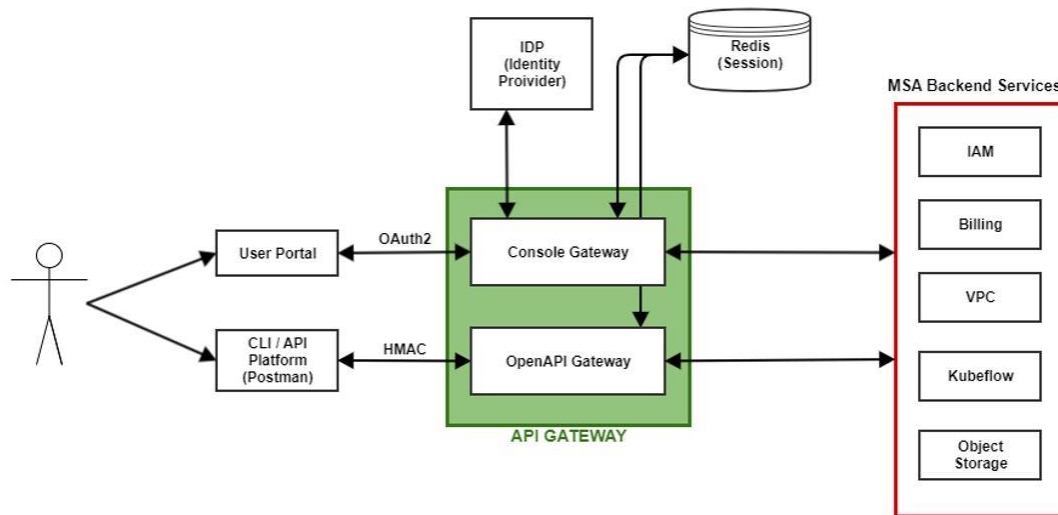 IDP
(Identity
Proivider)
Redis
(Session)
MSA Backend Services
IAM
Billing
VPC
Kubeflow
Object
Storage
User Portal
OAuth2
Console Gateway
CLI / API
Platform
(Postman)
HMAC
OpenAPI Gateway
API GATEWAY